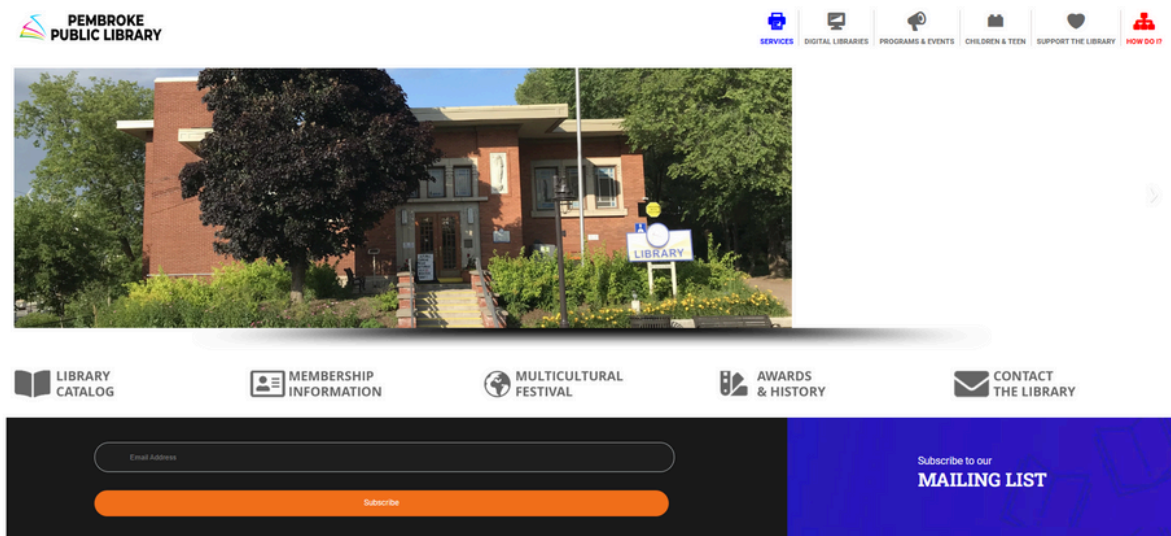 PEMBROKE
PUBLIC LIBRARY
SERVICES
DIGITAL LIBRARIES
PROGRAMS & EVENTS
CHILDREN & TEEN
SUPPORT THE LIBRARY
HOW DO I?
LIBRARY
LIBRARY
CATALOG
MEMBERSHIP
INFORMATION
MULTICULTURAL
FESTIVAL
AWARDS
& HISTORY
CONTACT
THE LIBRARY
Email Address
Subscribe
Subscribe to our
MAILING LIST